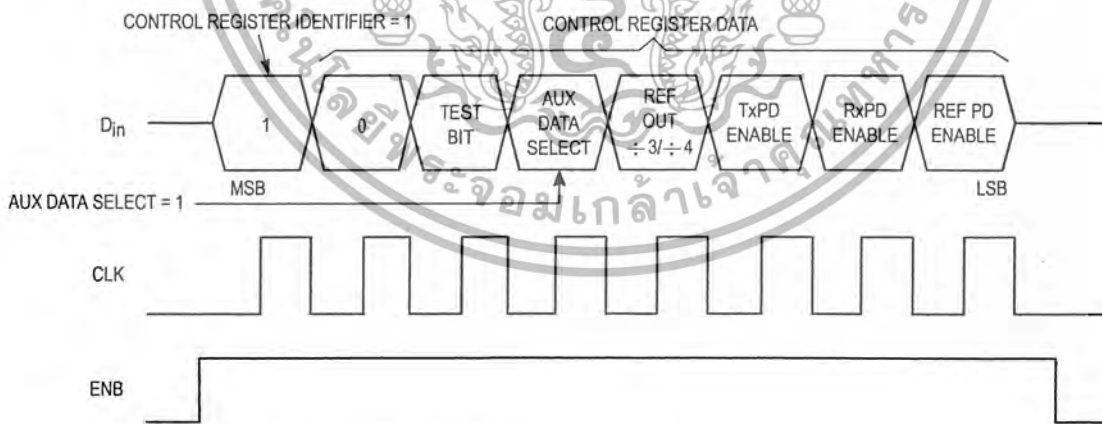 CONTROL REGISTER IDENTIFIER = 1
CONTROL REGISTER DATA
Din
1
0
TEST
BIT
AUX
DATA
SELECT
REF
OUT
÷ 3/÷ 4
TxPD
ENABLE
RxPD
ENABLE
REF PD
ENABLE
MSB
LSB
AUX DATA SELECT = 1
CLK
ENB